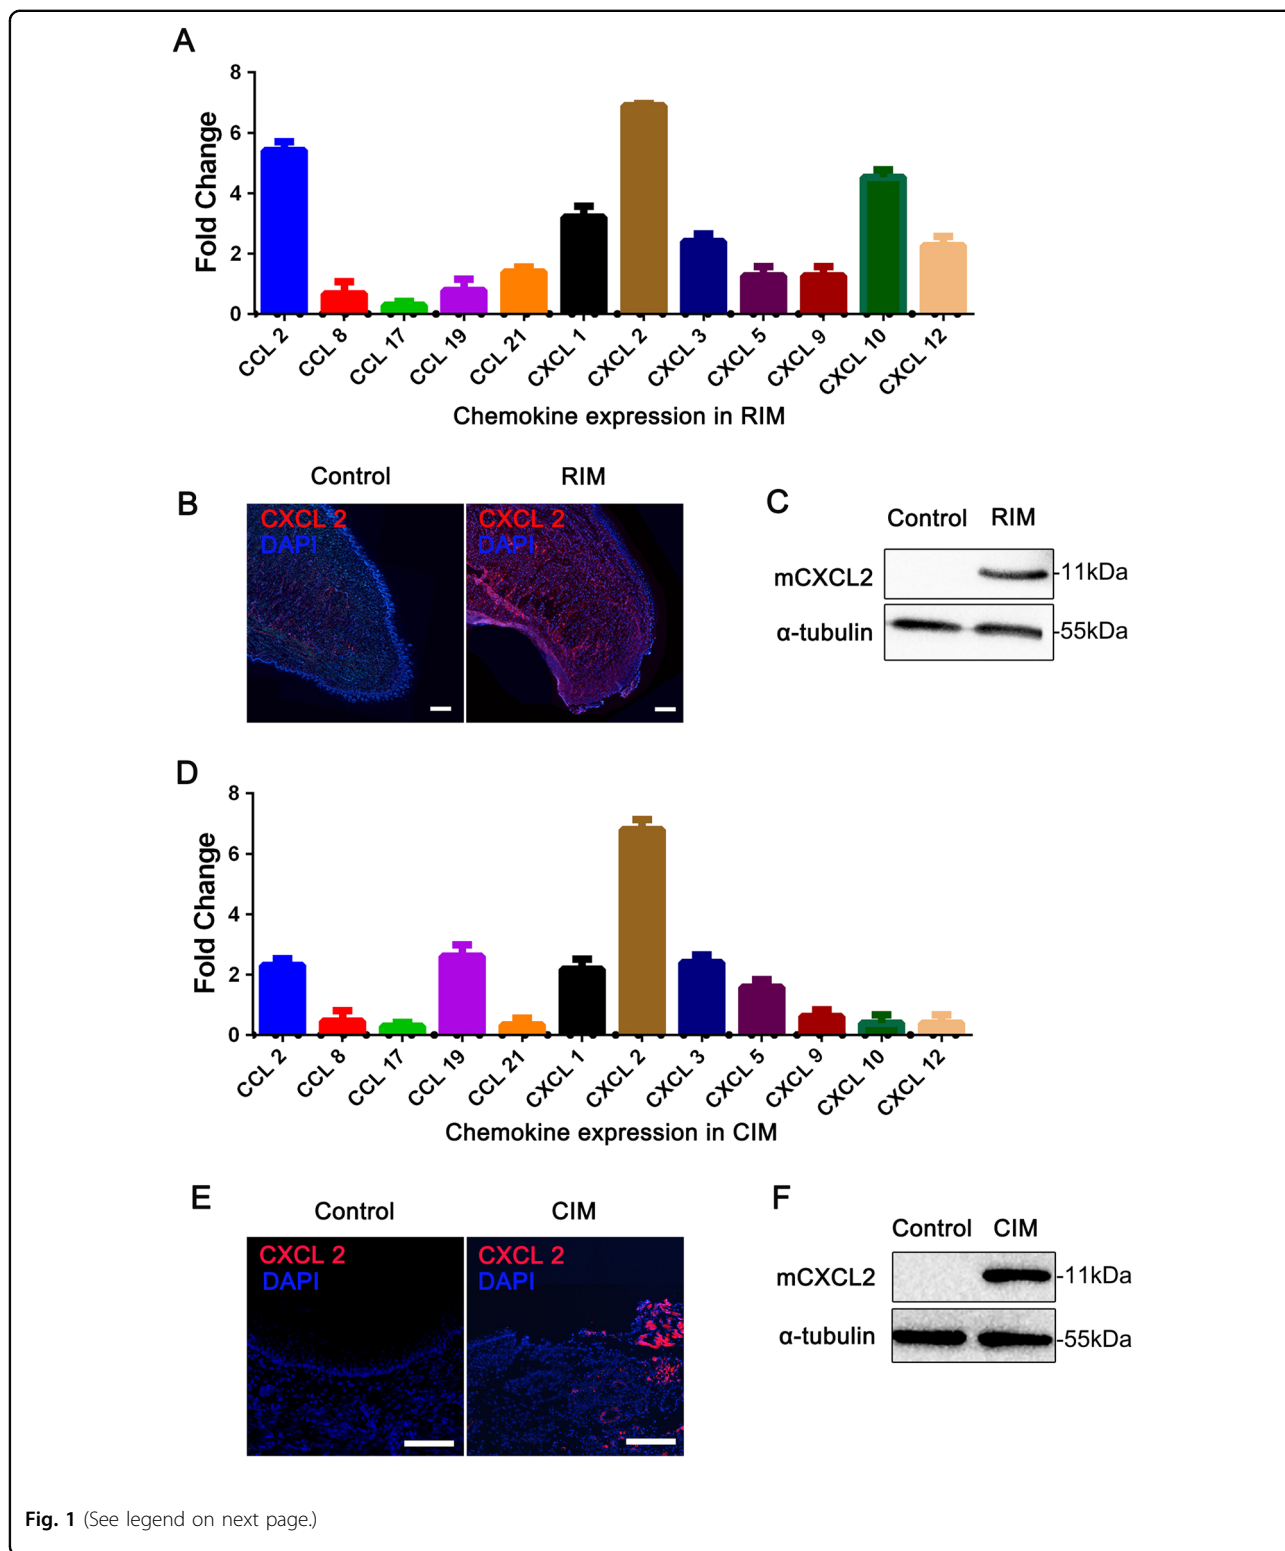 A
8
6
4
2
0
Fold Change
CCL 2
CCL 8
CCL 17
CCL 19
CCL 21
CXCL 1
CXCL 2
CXCL 3
CXCL 5
CXCL 9
CXCL 10
CXCL 12
Chemokine expression in RIM
B
Control
RIM
CXCL 2
DAPI
CXCL 2
DAPI
C
Control RIM
mCXCL2 -11kDa
α-tubulin -55kDa
D
8
6
4
2
0
Fold Change
CCL 2
CCL 8
CCL 17
CCL 19
CCL 21
CXCL 1
CXCL 2
CXCL 3
CXCL 5
CXCL 9
CXCL 10
CXCL 12
Chemokine expression in CIM
E
Control
CIM
CXCL 2
DAPI
CXCL 2
DAPI
F
Control CIM
mCXCL2 -11kDa
α-tubulin -55kDa
Fig. 1 (See legend on next page.)